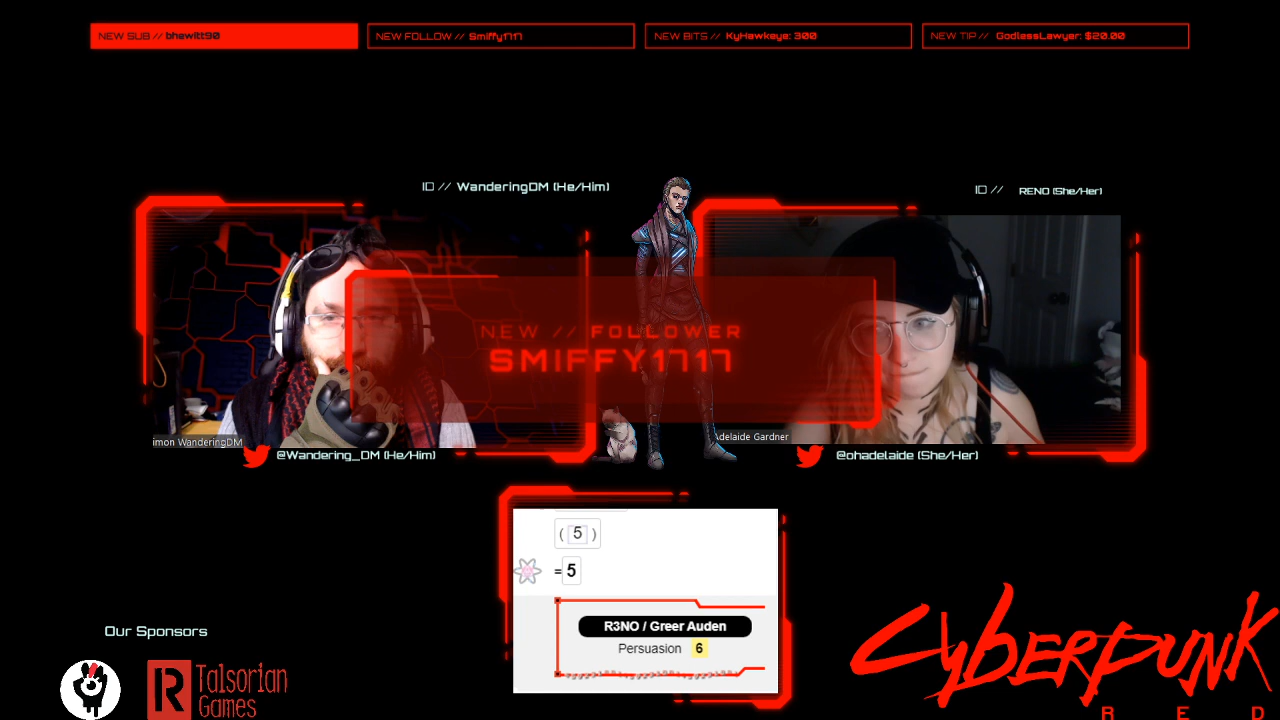 NEW SUB // bhewitt90
NEW FOLLOW // Smiffy1717
NEW BITS // KyHawkeye: 300
NEW TIP // GodlessLawyer: $20.00
ID // WanderingDM (He/Him)
ID // RENO (She/Her)
NEW // FOLLOWER
SMIFFY1717
imon WanderingDM
delaide Gardner
@Wandering_DM (He/Him)
@ohadelaide (She/Her)
( 5 )
= 5
R3NO / Greer Auden
Persuasion 6
Our Sponsors
R Talsorian
Games
Cyberpunk
RED